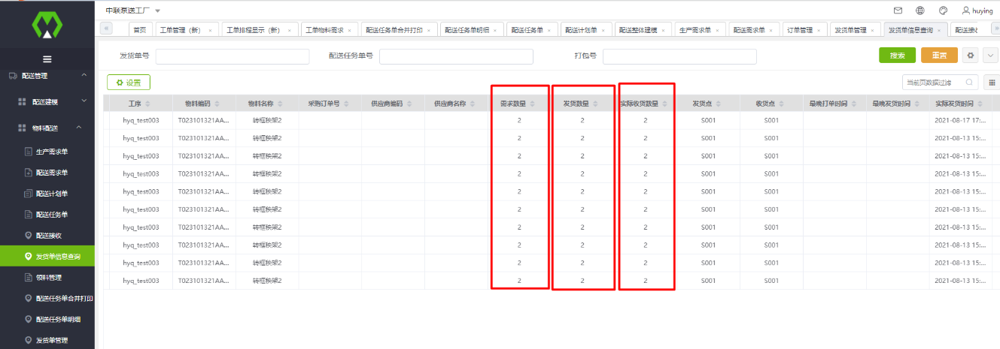 中联泵送工厂
huying
首页 工单管理（新） 工单排程显示（新） 工单物料需求 配送任务单合并打印 配送任务单明细 配送任务单 配送计划单 配送整体建模 生产需求单 配送需求单 订单管理 发货单管理 发货单信息查询 配送接收
发货单号 配送任务单号 打包号 搜索 重置
设置 当前页数据过滤
配送管理
配送建模
物料配送
生产需求单
配送需求单
配送计划单
配送任务单
配送接收
发货单信息查询
领料管理
配送任务单合并打印
配送任务单明细
发货单管理
工序 物料编码 物料名称 采购订单号 供应商编码 供应商名称 需求数量 发货数量 实际收货数量 发货点 收货点 最晚打单时间 最晚发货时间 实际发货时间
hyq_test003 T023101321AA... 转框秧架2 2 2 2 S001 S001 2021-08-17 17:...
hyq_test003 T023101321AA... 转框秧架2 2 2 2 S001 S001 2021-08-13 15:...
hyq_test003 T023101321AA... 转框秧架2 2 2 2 S001 S001 2021-08-13 15:...
hyq_test003 T023101321AA... 转框秧架2 2 2 2 S001 S001 2021-08-13 15:...
hyq_test003 T023101321AA... 转框秧架2 2 2 2 S001 S001 2021-08-13 15:...
hyq_test003 T023101321AA... 转框秧架2 2 2 2 S001 S001 2021-08-13 15:...
hyq_test003 T023101321AA... 转框秧架2 2 2 2 S001 S001 2021-08-13 15:...
hyq_test003 T023101321AA... 转框秧架2 2 2 2 S001 S001 2021-08-13 15:...
hyq_test003 T023101321AA... 转框秧架2 2 2 2 S001 S001 2021-08-13 15:...
hyq_test003 T023101321AA... 转框秧架2 2 2 2 S001 S001 2021-08-13 15:...